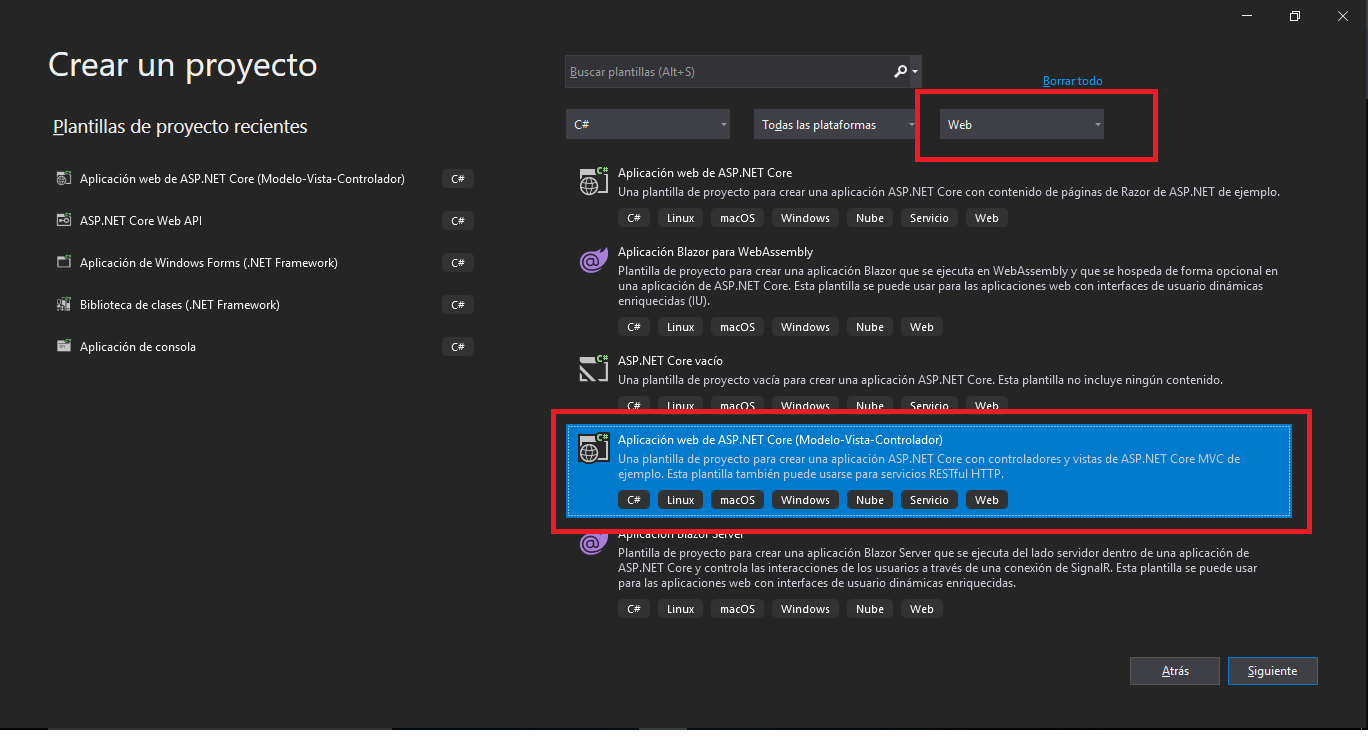 Crear un proyecto
Plantillas de proyecto recientes
Aplicación web de ASP.NET Core (Modelo-Vista-Controlador) C#
ASP.NET Core Web API C#
Aplicación de Windows Forms (.NET Framework) C#
Biblioteca de clases (.NET Framework) C#
Aplicación de consola C#
Buscar plantillas (Alt+S)
Borrar todo
C# Todas las plataformas Web
Aplicación web de ASP.NET Core
Una plantilla de proyecto para crear una aplicación ASP.NET Core con contenido de páginas de Razor de ASP.NET de ejemplo.
C# Linux macOS Windows Nube Servicio Web
Aplicación Blazor para WebAssembly
Plantilla de proyecto para crear una aplicación Blazor que se ejecuta en WebAssembly y que se hospeda de forma opcional en
una aplicación de ASP.NET Core. Esta plantilla se puede usar para las aplicaciones web con interfaces de usuario dinámicas
enriquecidas (IU).
C# Linux macOS Windows Nube Web
ASP.NET Core vacío
Una plantilla de proyecto vacía para crear una aplicación ASP.NET Core. Esta plantilla no incluye ningún contenido.
C# Linux macOS Windows Nube Servicio Web
Aplicación web de ASP.NET Core (Modelo-Vista-Controlador)
Una plantilla de proyecto para crear una aplicación ASP.NET Core con controladores y vistas de ASP.NET Core MVC de
ejemplo. Esta plantilla también puede usarse para servicios RESTful HTTP.
C# Linux macOS Windows Nube Servicio Web
Aplicación Blazor Server
Plantilla de proyecto para crear una aplicación Blazor Server que se ejecuta del lado servidor dentro de una aplicación de
ASP.NET Core y controla las interacciones de los usuarios a través de una conexión de SignalR. Esta plantilla se puede usar
para las aplicaciones web con interfaces de usuario dinámicas enriquecidas.
C# Linux macOS Windows Nube Web
Atrás Siguiente